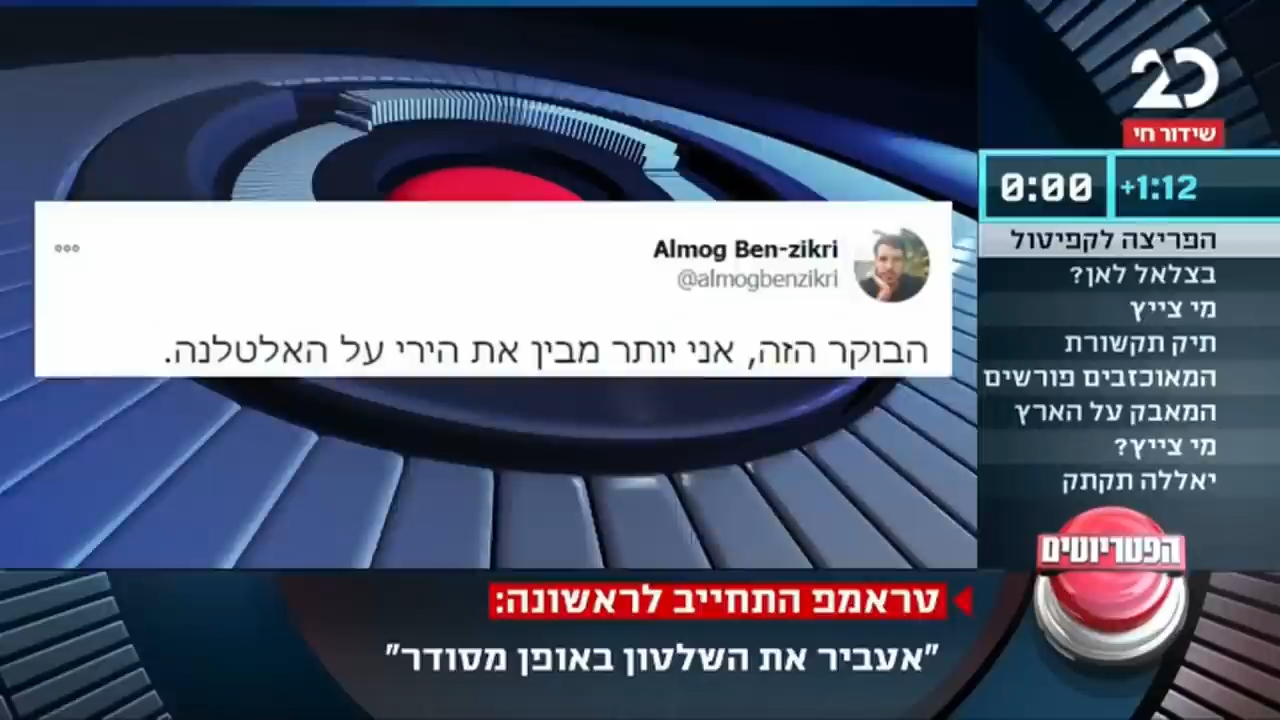 20
שידור חי
0:00
+1:12
הפריצה לקפיטול
בצלאל לאן?
מי צייץ
תיק תקשורת
המאוכזבים פורשים
המאבק על הארץ
מי צייץ?
יאללה תקתק
הפטריוטים
Almog Ben-zikri
@almogbenzikri
הבוקר הזה, אני יותר מבין את הירי על האלטלנה.
טראמפ התחייב לראשונה:
"אעביר את השלטון באופן מסודר"